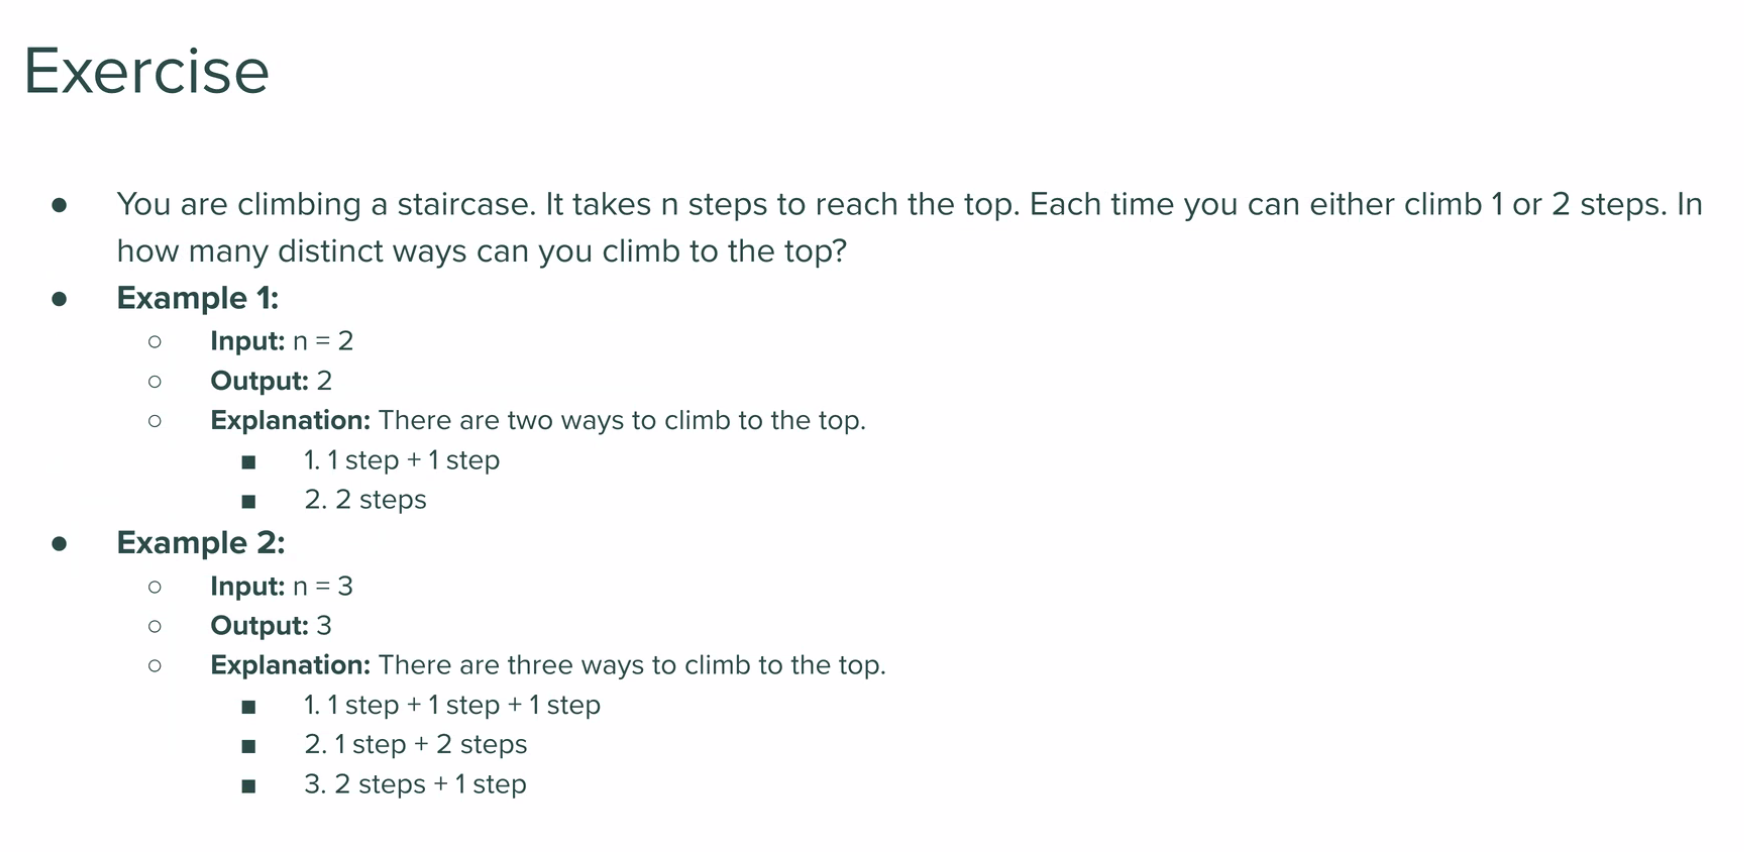 Exercise
● You are climbing a staircase. It takes n steps to reach the top. Each time you can either climb 1 or 2 steps. In
how many distinct ways can you climb to the top?
● Example 1:
○ Input: n = 2
○ Output: 2
○ Explanation: There are two ways to climb to the top.
■ 1. 1 step + 1 step
■ 2. 2 steps
● Example 2:
○ Input: n = 3
○ Output: 3
○ Explanation: There are three ways to climb to the top.
■ 1. 1 step + 1 step + 1 step
■ 2. 1 step + 2 steps
■ 3. 2 steps + 1 step